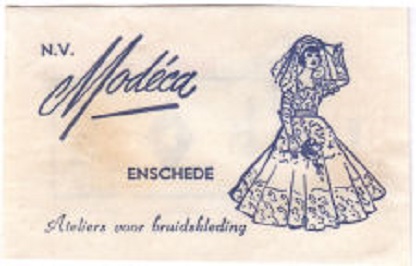 N.V.
Modéca
ENSCHEDE
Ateliers voor bruidskleding